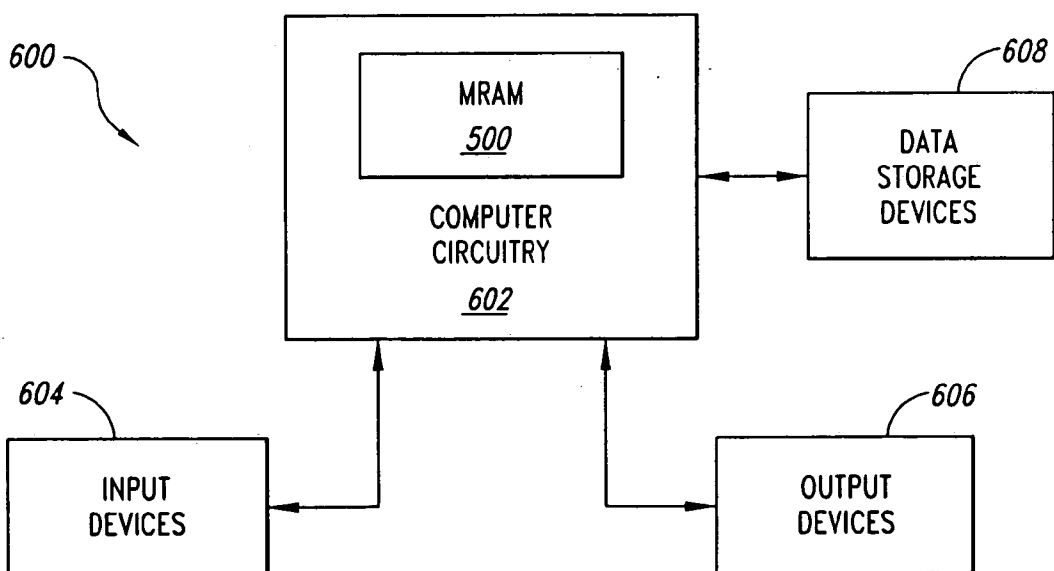 600
MRAM
500
COMPUTER
CIRCUITRY
602
608
DATA
STORAGE
DEVICES
604
INPUT
DEVICES
606
OUTPUT
DEVICES